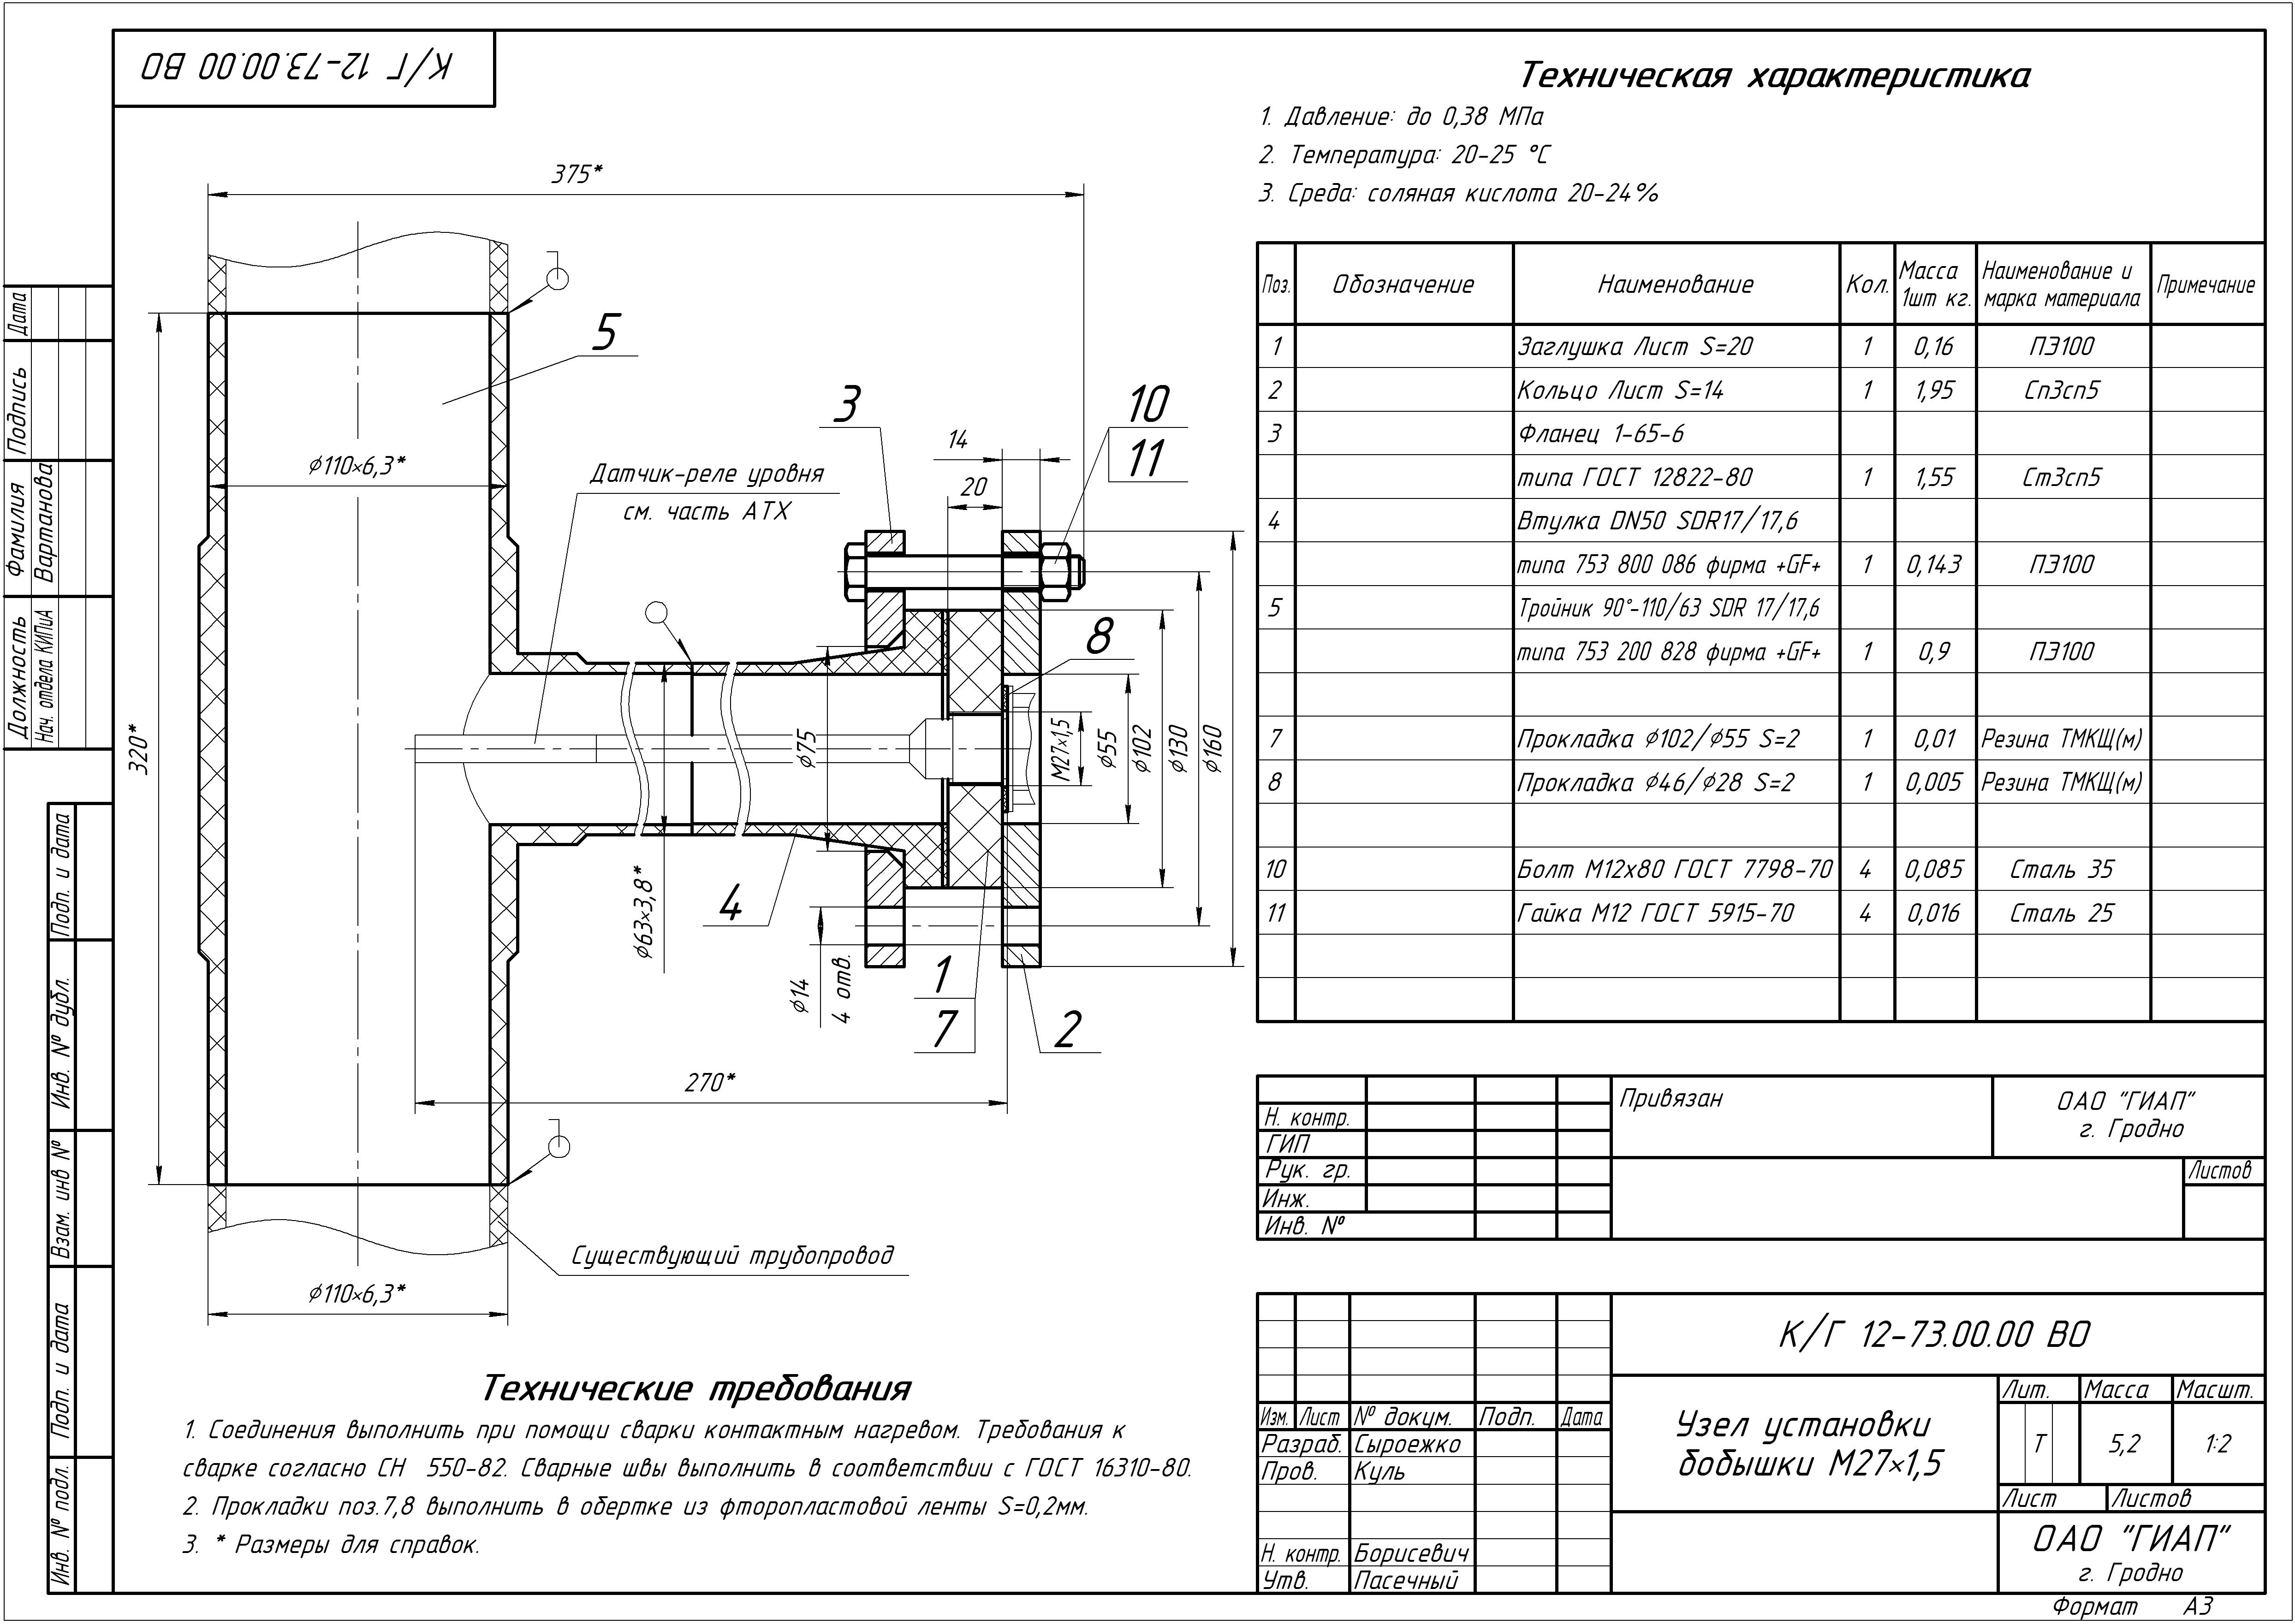 К/Г 12-73.00.00 ВО
Техническая характеристика
1. Давление: до 0,38 МПа
2. Температура: 20-25 °С
3. Среда: соляная кислота 20-24%
375*
5
3
10
11
14
20
⌀110×6,3*
Датчик-реле уровня
см. часть АТХ
8
320*
⌀75
М27×1,5
⌀55
⌀102
⌀130
⌀160
⌀63×3,8*
4
⌀14
4 отв.
1
7
2
270*
Существующий трубопровод
⌀110×6,3*
Поз. Обозначение Наименование Кол. Масса 1шт кг. Наименование и марка материала Примечание
1 Заглушка Лист S=20 1 0,16 ПЭ100
2 Кольцо Лист S=14 1 1,95 Сп3сп5
3 Фланец 1-65-6
типа ГОСТ 12822-80 1 1,55 Ст3сп5
4 Втулка DN50 SDR17/17,6
типа 753 800 086 фирма +GF+ 1 0,143 ПЭ100
5 Тройник 90°-110/63 SDR 17/17,6
типа 753 200 828 фирма +GF+ 1 0,9 ПЭ100
7 Прокладка ⌀102/⌀55 S=2 1 0,01 Резина ТМКЩ(м)
8 Прокладка ⌀46/⌀28 S=2 1 0,005 Резина ТМКЩ(м)
10 Болт М12х80 ГОСТ 7798-70 4 0,085 Сталь 35
11 Гайка М12 ГОСТ 5915-70 4 0,016 Сталь 25
Технические требования
1. Соединения выполнить при помощи сварки контактным нагревом. Требования к
сварке согласно СН 550-82. Сварные швы выполнить в соответствии с ГОСТ 16310-80.
2. Прокладки поз.7,8 выполнить в обертке из фторопластовой ленты S=0,2мм.
3. * Размеры для справок.
Привязан
ОАО "ГИАП"
г. Гродно
Н. контр.
ГИП
Рук. гр.
Листов
Инж.
Инв. №
К/Г 12-73.00.00 ВО
Лит. Масса Масшт.
Изм. Лист № докум. Подп. Дата
Узел установки
бобышки М27×1,5
Т 5,2 1:2
Разраб. Сыроежко
Пров. Куль
Лист Листов
ОАО "ГИАП"
г. Гродно
Н. контр. Борисевич
Утв. Пасечный
Формат А3
Должность Фамилия Подпись Дата
Нач. отдела КИПиА Вартанова
Подп. и дата
Инв. № дубл.
Взам. инв №
Подп. и дата
Инв. № подл.